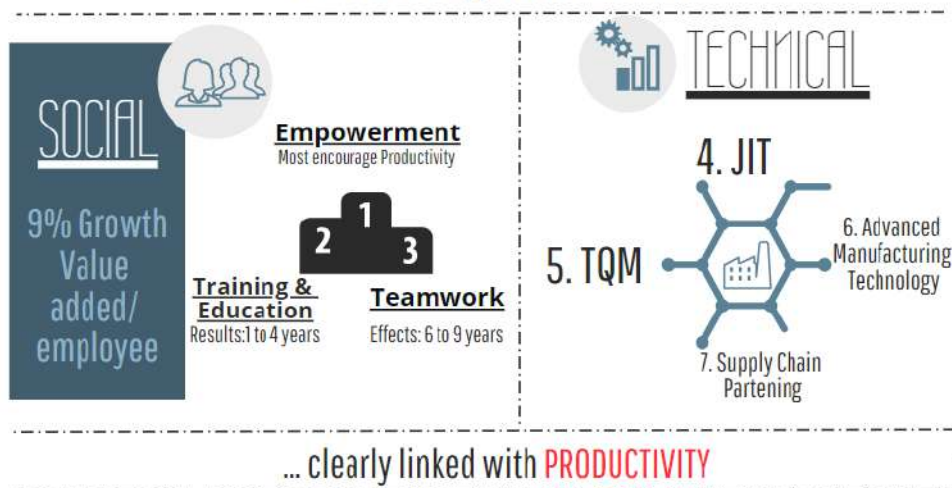 SOCIAL
9% Growth
Value
added/
employee
Empowerment
Most encourage Productivity
1
2
3
Training &
Education
Results:1 to 4 years
Teamwork
Effects: 6 to 9 years
TECHNICAL
4. JIT
5. TQM
6. Advanced
Manufacturing
Technology
7. Supply Chain
Partening
... clearly linked with PRODUCTIVITY